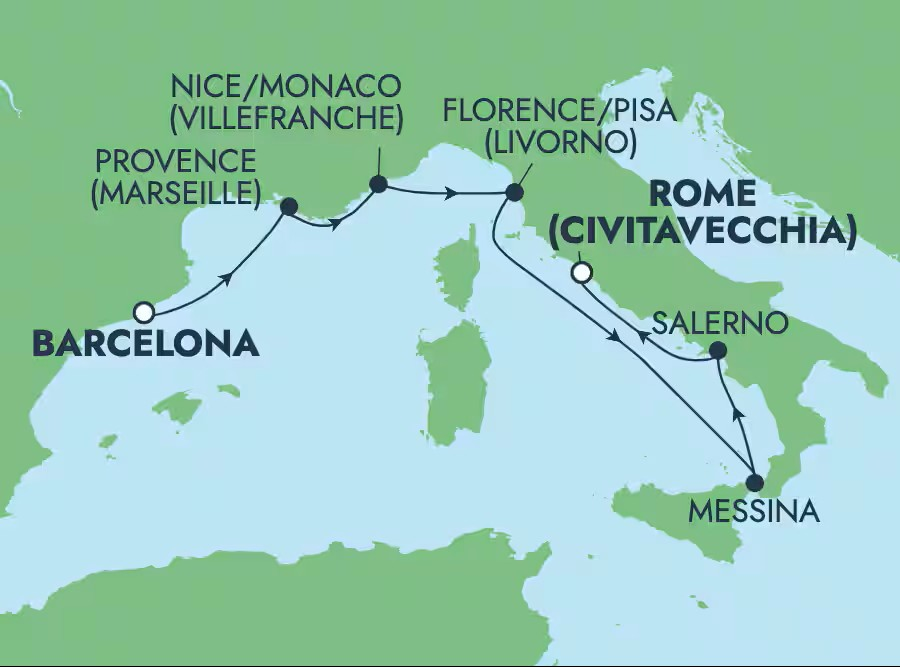 NICE/MONACO
(VILLEFRANCHE)
FLORENCE/PISA
(LIVORNO)
PROVENCE
(MARSEILLE)
ROME
(CIVITAVECCHIA)
BARCELONA
SALERNO
MESSINA